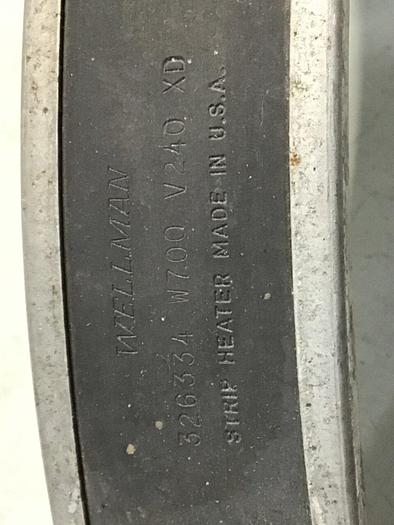 WELLMAN
326334 W700 V240 XD
STRIP HEATER MADE IN U.S.A.